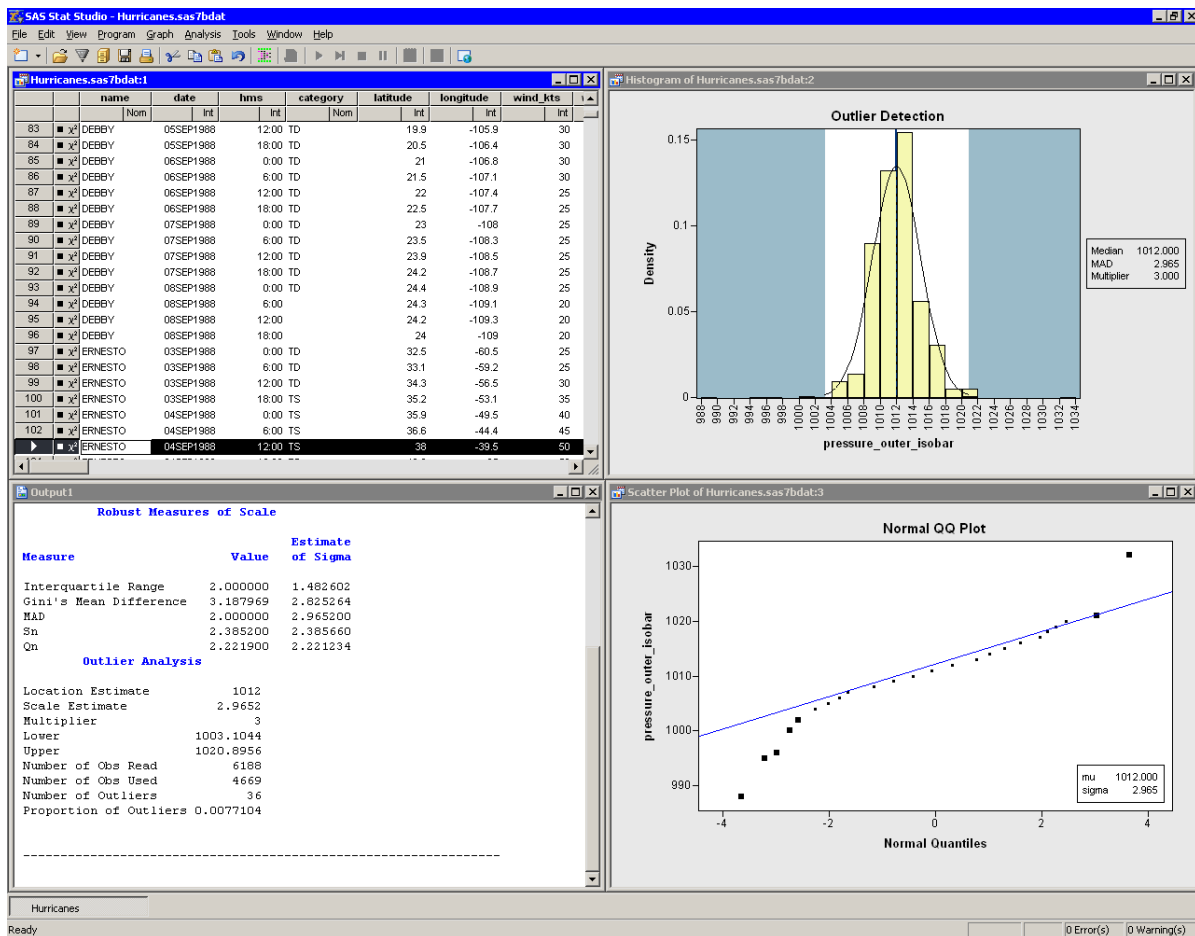 SAS Stat Studio - Hurricanes.sas7bdat
File Edit View Program Graph Analysis Tools Window Help
Hurricanes.sas7bdat:1
name date hms category latitude longitude wind_kts
Nom Int Int Nom Int Int Int
83 χ² DEBBY 05SEP1988 12:00 TD 19.9 -105.9 30
84 χ² DEBBY 05SEP1988 18:00 TD 20.5 -106.4 30
85 χ² DEBBY 06SEP1988 0:00 TD 21 -106.8 30
86 χ² DEBBY 06SEP1988 6:00 TD 21.5 -107.1 30
87 χ² DEBBY 06SEP1988 12:00 TD 22 -107.4 25
88 χ² DEBBY 06SEP1988 18:00 TD 22.5 -107.7 25
89 χ² DEBBY 07SEP1988 0:00 TD 23 -108 25
90 χ² DEBBY 07SEP1988 6:00 TD 23.5 -108.3 25
91 χ² DEBBY 07SEP1988 12:00 TD 23.9 -108.5 25
92 χ² DEBBY 07SEP1988 18:00 TD 24.2 -108.7 25
93 χ² DEBBY 08SEP1988 0:00 TD 24.4 -108.9 25
94 χ² DEBBY 08SEP1988 6:00 24.3 -109.1 20
95 χ² DEBBY 08SEP1988 12:00 24.2 -109.3 20
96 χ² DEBBY 08SEP1988 18:00 24 -109 20
97 χ² ERNESTO 03SEP1988 0:00 TD 32.5 -60.5 25
98 χ² ERNESTO 03SEP1988 6:00 TD 33.1 -59.2 25
99 χ² ERNESTO 03SEP1988 12:00 TD 34.3 -56.5 30
100 χ² ERNESTO 03SEP1988 18:00 TS 35.2 -53.1 35
101 χ² ERNESTO 04SEP1988 0:00 TS 35.9 -49.5 40
102 χ² ERNESTO 04SEP1988 6:00 TS 36.6 -44.4 45
χ² ERNESTO 04SEP1988 12:00 TS 38 -39.5 50
Histogram of Hurricanes.sas7bdat:2
Outlier Detection
0.15
0.1
0.05
0
Density
988 990 992 994 996 998 1000 1002 1004 1006 1008 1010 1012 1014 1016 1018 1020 1022 1024 1026 1028 1030 1032 1034
pressure_outer_isobar
Median 1012.000
MAD 2.965
Multiplier 3.000
Output1
Robust Measures of Scale
Estimate
Measure Value of Sigma
Interquartile Range 2.000000 1.482602
Gini's Mean Difference 3.187969 2.825264
MAD 2.000000 2.965200
Sn 2.385200 2.385660
Qn 2.221900 2.221234
Outlier Analysis
Location Estimate 1012
Scale Estimate 2.9652
Multiplier 3
Lower 1003.1044
Upper 1020.8956
Number of Obs Read 6188
Number of Obs Used 4669
Number of Outliers 36
Proportion of Outliers 0.0077104
Scatter Plot of Hurricanes.sas7bdat:3
Normal QQ Plot
1030
1020
1010
1000
990
pressure_outer_isobar
mu 1012.000
sigma 2.965
-4 -2 0 2 4
Normal Quantiles
Hurricanes
Ready
0 Error(s) 0 Warning(s)